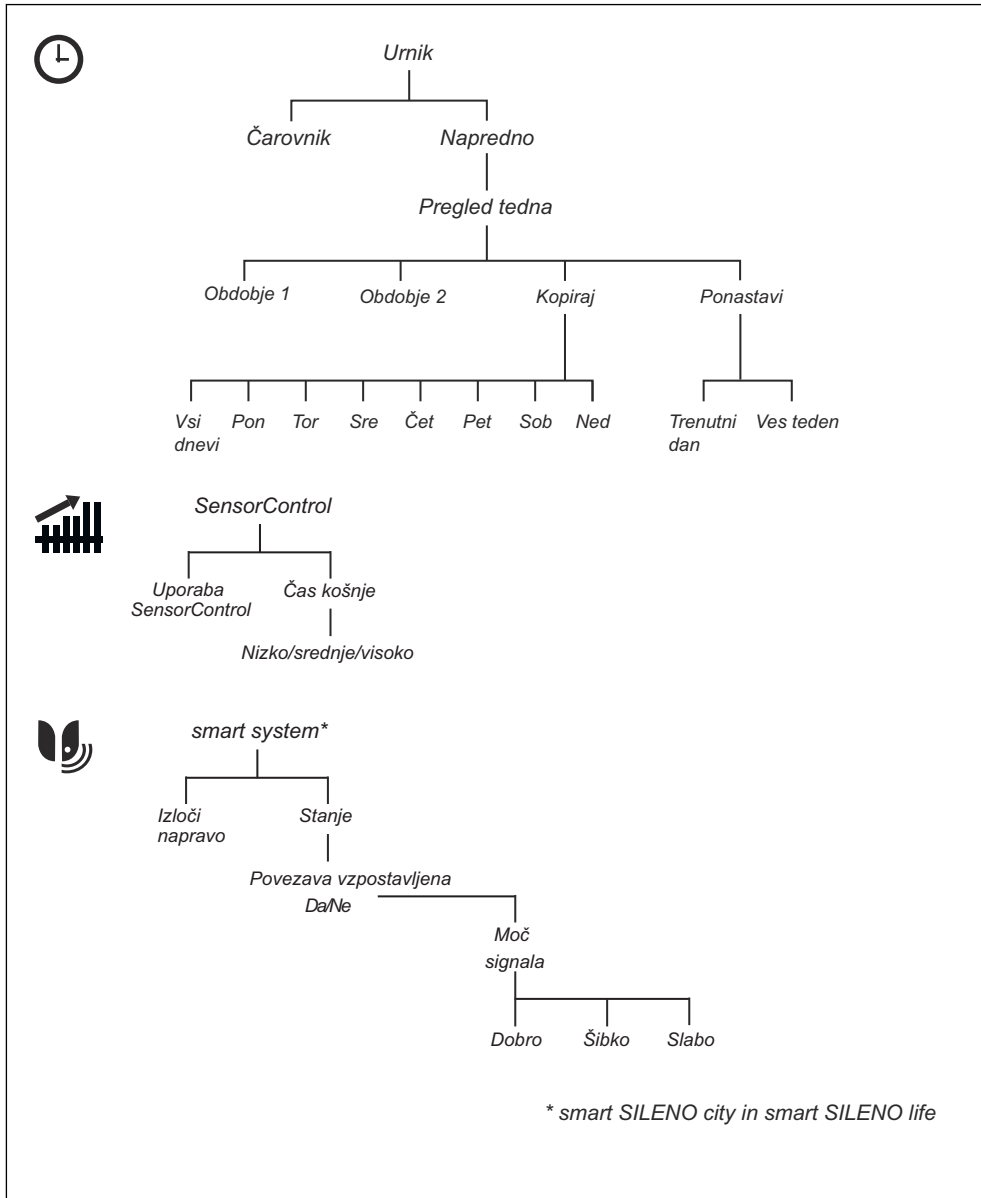 Urnik
Čarovnik Napredno
Pregled tedna
Obdobje 1 Obdobje 2 Kopiraj Ponastavi
Vsi dnevi Pon Tor Sre Čet Pet Sob Ned Trenutni dan Ves teden
SensorControl
Uporaba SensorControl Čas košnje
Nizko/srednje/visoko
smart system*
Izloči napravo Stanje
Povezava vzpostavljena
Da/Ne
Moč
signala
Dobro Šibko Slabo
* smart SILENO city in smart SILENO life